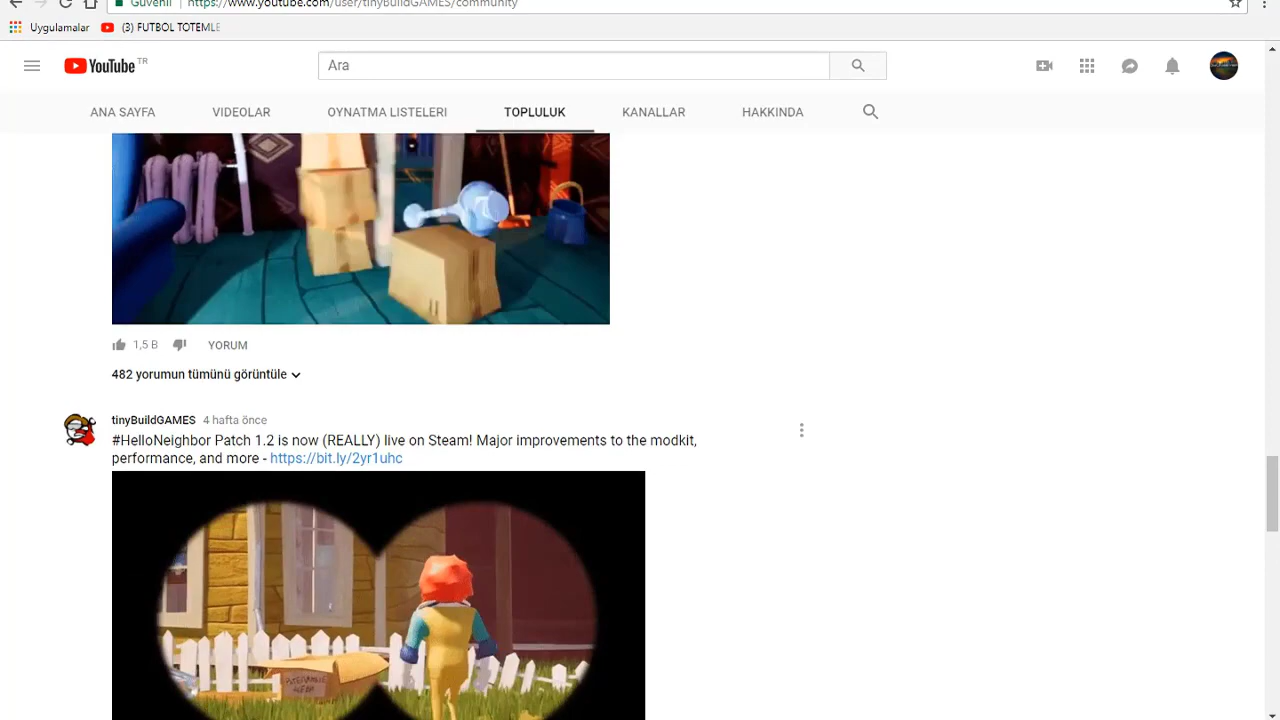 Güvenli
https://www.youtube.com/user/tinyBuildGAMES/community
Uygulamalar
(3) FUTBOL TOTEMLE
YouTube TR
Ara
ANA SAYFA
VIDEOLAR
OYNATMA LISTELERI
TOPLULUK
KANALLAR
HAKKINDA
1,5 B
YORUM
482 yorumun tümünü görüntüle
tinyBuildGAMES 4 hafta önce
#HelloNeighbor Patch 1.2 is now (REALLY) live on Steam! Major improvements to the modkit,
performance, and more - https://bit.ly/2yr1uhc